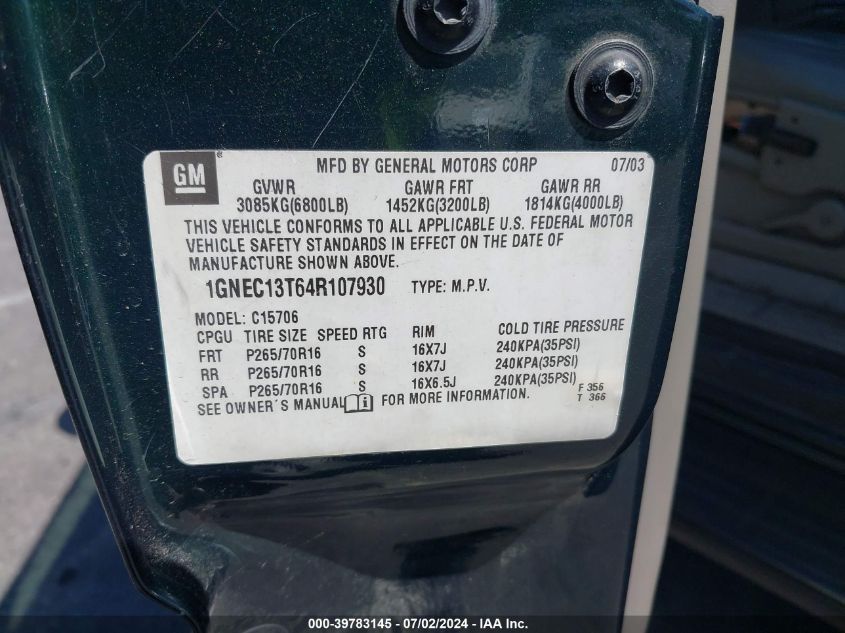 GM ® MFD BY GENERAL MOTORS CORP 07/03
GVWR GAWR FRT GAWR RR
3085KG(6800LB) 1452KG(3200LB) 1814KG(4000LB)
THIS VEHICLE CONFORMS TO ALL APPLICABLE U.S. FEDERAL MOTOR
VEHICLE SAFETY STANDARDS IN EFFECT ON THE DATE OF
MANUFACTURE SHOWN ABOVE.
1GNEC13T64R107930 TYPE: M.P.V.
MODEL: C15706
CPGU TIRE SIZE SPEED RTG RIM COLD TIRE PRESSURE
FRT P265/70R16 S 16X7J 240KPA(35PSI)
RR P265/70R16 S 16X7J 240KPA(35PSI)
SPA P265/70R16 S 16X6.5J 240KPA(35PSI)
SEE OWNER´S MANUAL i FOR MORE INFORMATION.
F 356
T 366
000-39783145 - 07/02/2024 - IAA Inc.